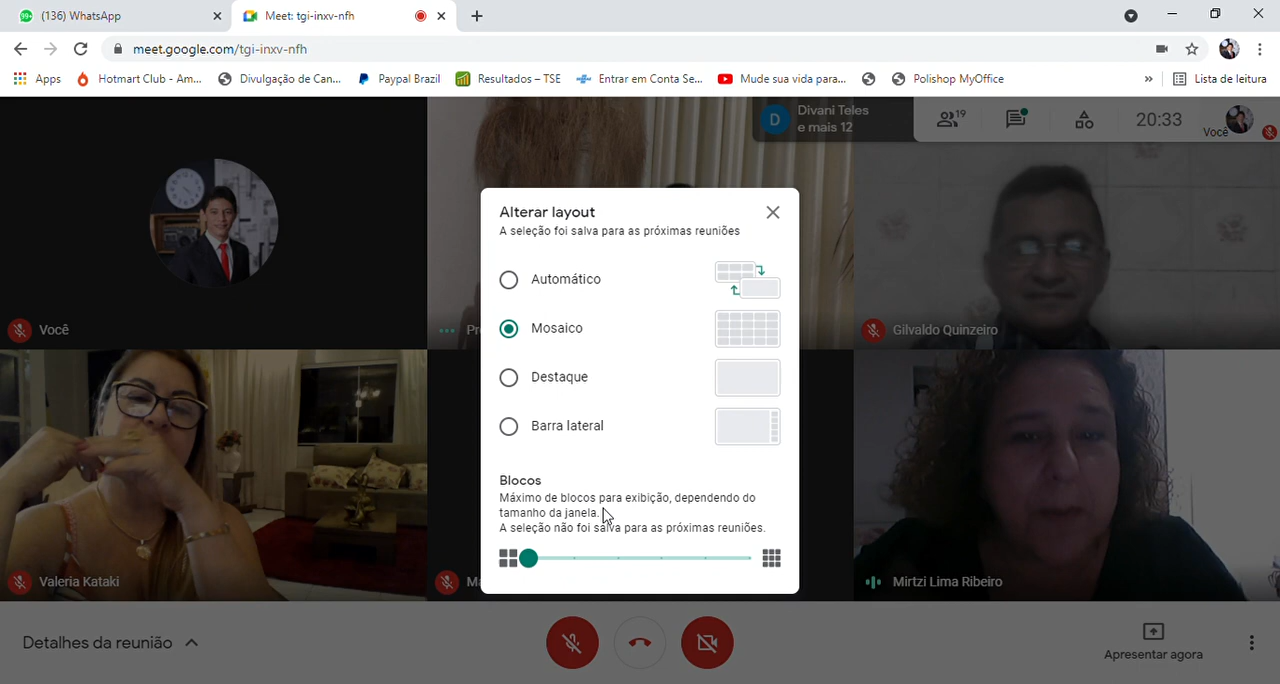 99+
(136) WhatsApp
Meet: tgi-inxv-nfh
meet.google.com/tgi-inxv-nfh
Apps
Hotmart Club - Am...
Divulgação de Can...
Paypal Brazil
Resultados – TSE
Entrar em Conta Se...
Mude sua vida para...
Polishop MyOffice
»
Lista de leitura
D
Divani Teles
e mais 12
19
20:33
Você
Alterar layout
A seleção foi salva para as próximas reuniões
Automático
Mosaico
Destaque
Barra lateral
Blocos
Máximo de blocos para exibição, dependendo do
tamanho da janela.
A seleção não foi salva para as próximas reuniões.
Você
Gilvaldo Quinzeiro
Valeria Kataki
Mirtzi Lima Ribeiro
Detalhes da reunião
Apresentar agora